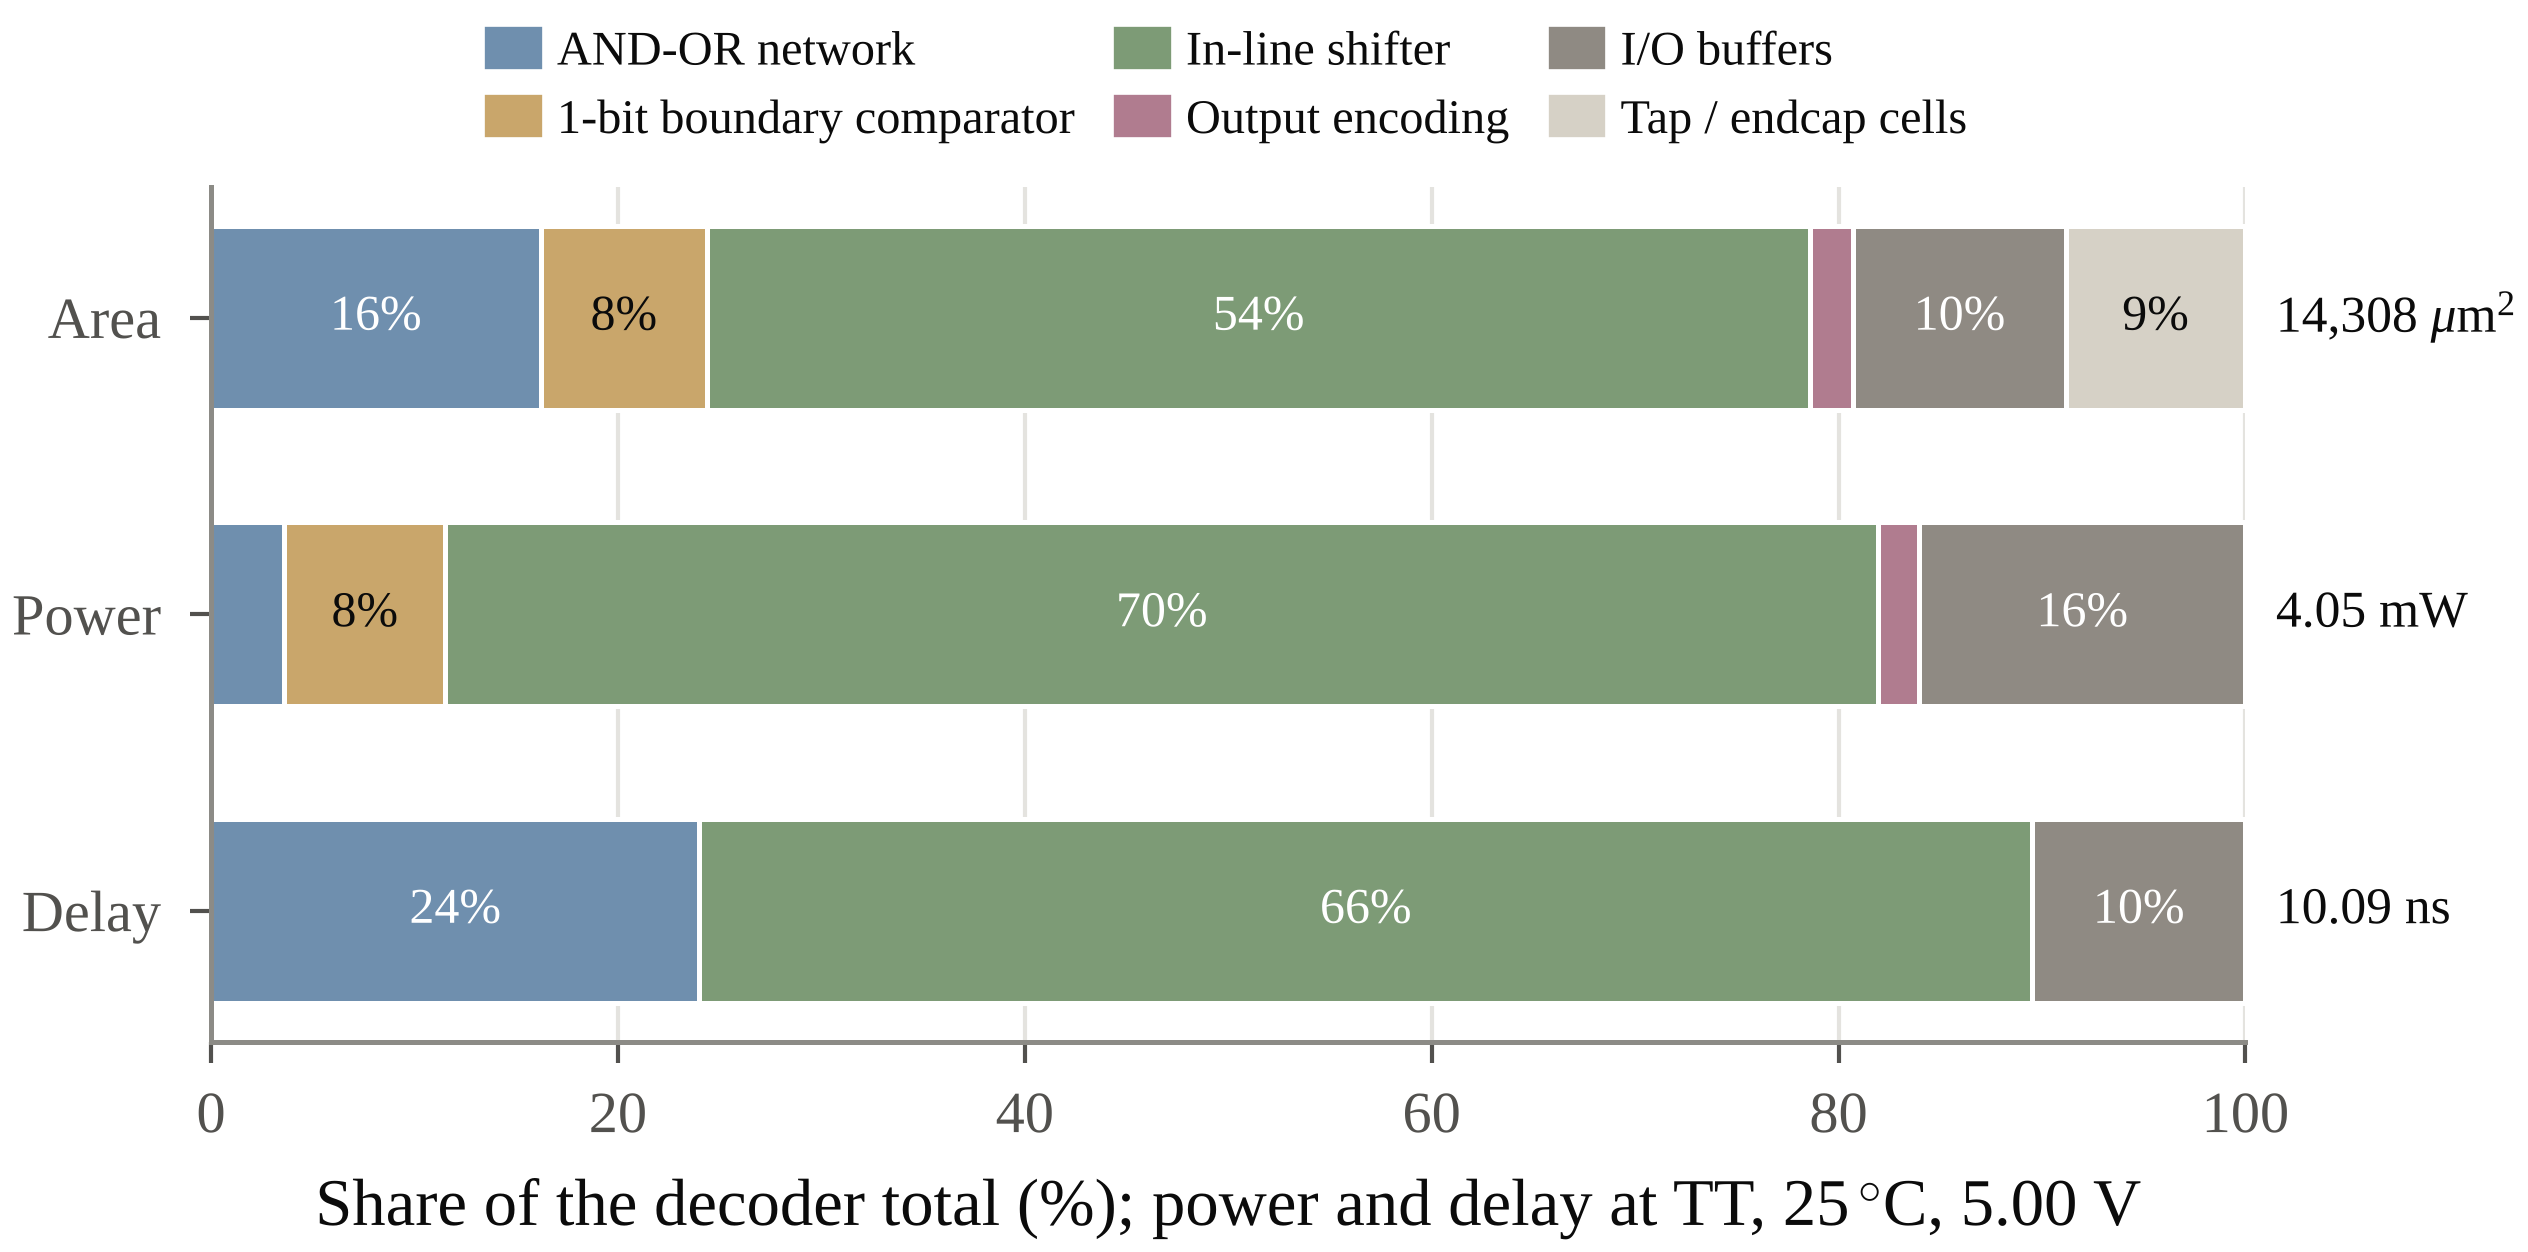 AND-OR network In-line shifter I/O buffers
1-bit boundary comparator Output encoding Tap / endcap cells
Area 16% 8% 54% 10% 9% 14,308 μm²
Power 8% 70% 16% 4.05 mW
Delay 24% 66% 10% 10.09 ns
0 20 40 60 80 100
Share of the decoder total (%); power and delay at TT, 25 °C, 5.00 V